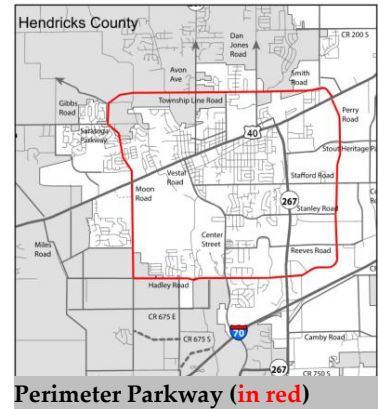 Hendricks County
Dan
Jones
Road
CR 200 S
Avon
Ave
Smith
Road
Gibbs
Road
Township Line Road
Perry
Road
Saratoga
Parkway
40
Stout Heritage Pa
Vestal
Road
Stafford Road
Moon
Road
267
Stanley Road
Center
Street
Miles
Road
Reeves Road
Hadley Road
CR 675 E
70
Camby Road
CR 675 S
267
CR 750 S
Perimeter Parkway (in red)